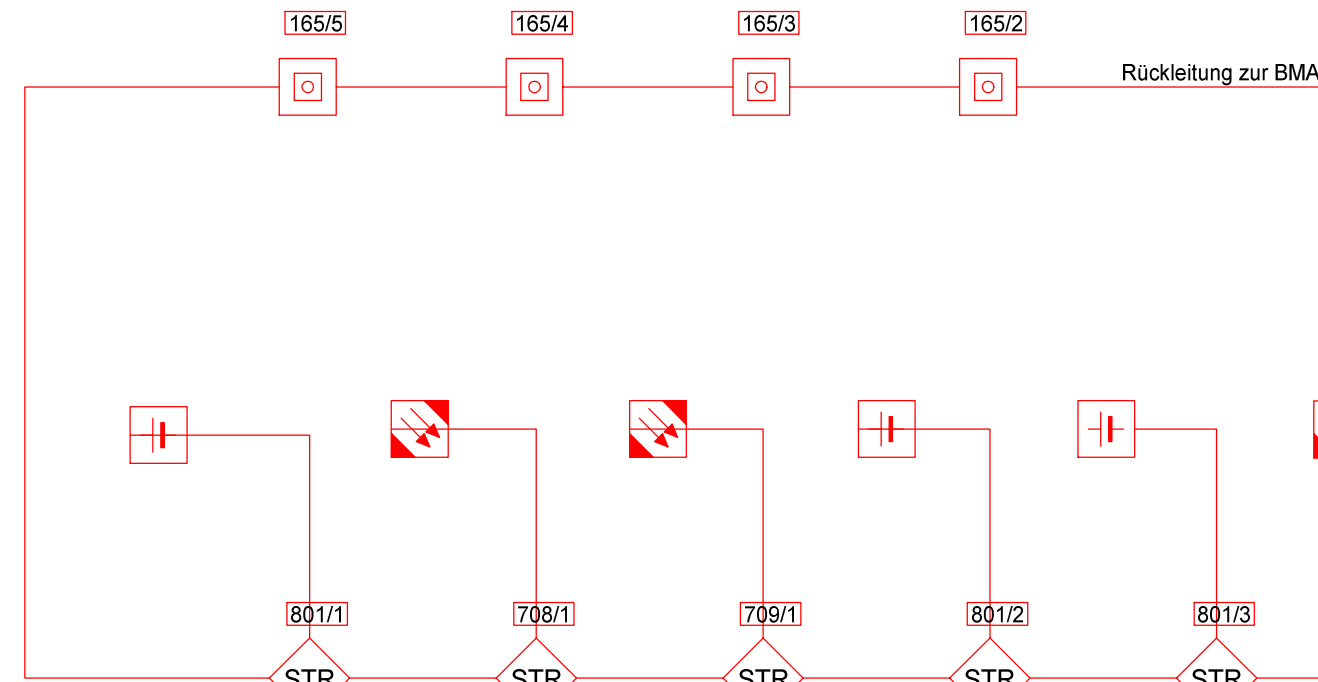 165/5 165/4 165/3 165/2
Rückleitung zur BMA
801/1 708/1 709/1 801/2 801/3
STR STR STR STR STR